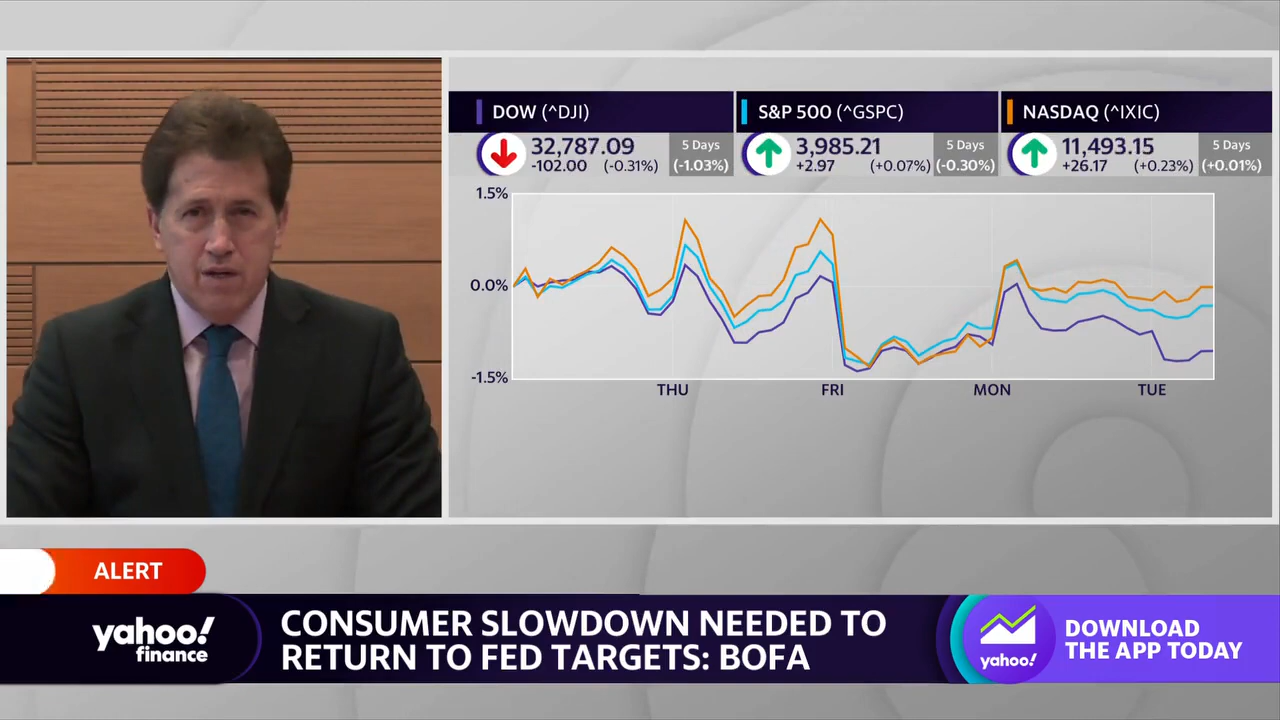 DOW (^DJI)
32,787.09
-102.00 (-0.31%)
5 Days
(-1.03%)
S&P 500 (^GSPC)
3,985.21
+2.97 (+0.07%)
5 Days
(-0.30%)
NASDAQ (^IXIC)
11,493.15
+26.17 (+0.23%)
5 Days
(+0.01%)
1.5%
0.0%
-1.5%
THU FRI MON TUE
ALERT
yahoo!
finance
CONSUMER SLOWDOWN NEEDED TO
RETURN TO FED TARGETS: BOFA
yahoo!
DOWNLOAD
THE APP TODAY